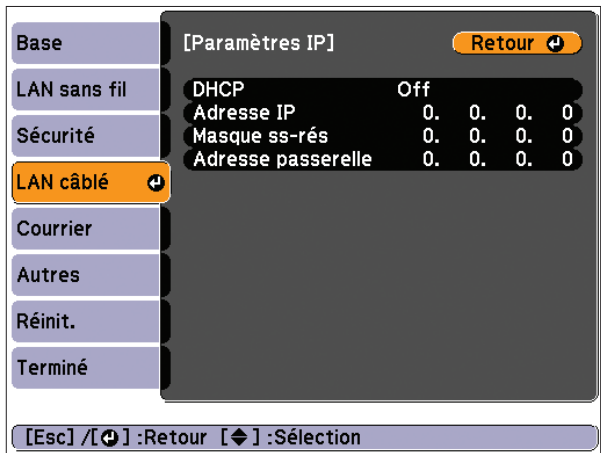 Base
LAN sans fil
Sécurité
LAN câblé
Courrier
Autres
Réinit.
Terminé
[Paramètres IP]
Retour
DHCP Off
Adresse IP 0. 0. 0. 0
Masque ss-rés 0. 0. 0. 0
Adresse passerelle 0. 0. 0. 0
[Esc] /[ ] :Retour [ ] :Sélection